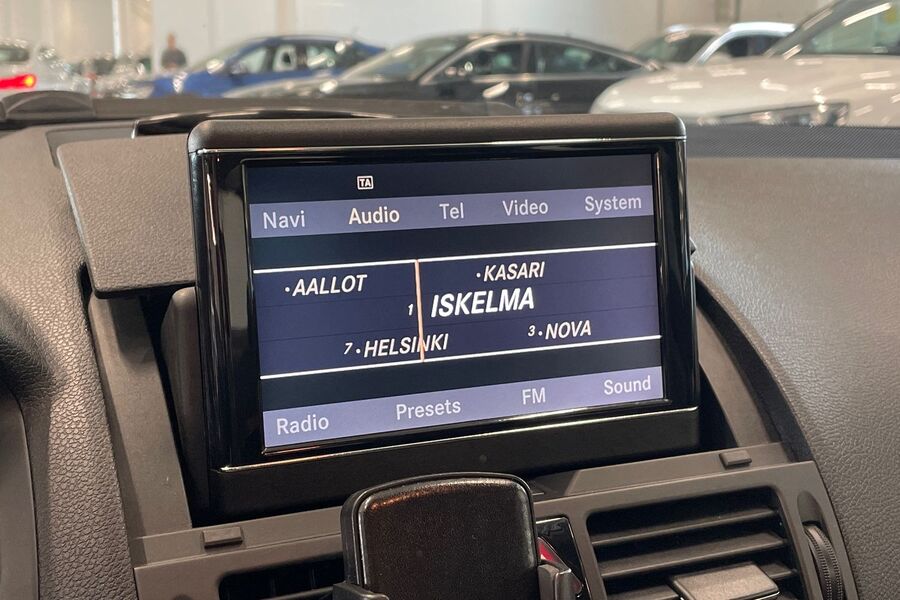 TA
Navi Audio Tel Video System
•AALLOT •KASARI
1 ISKELMA
7•HELSINKI 3•NOVA
Radio Presets FM Sound